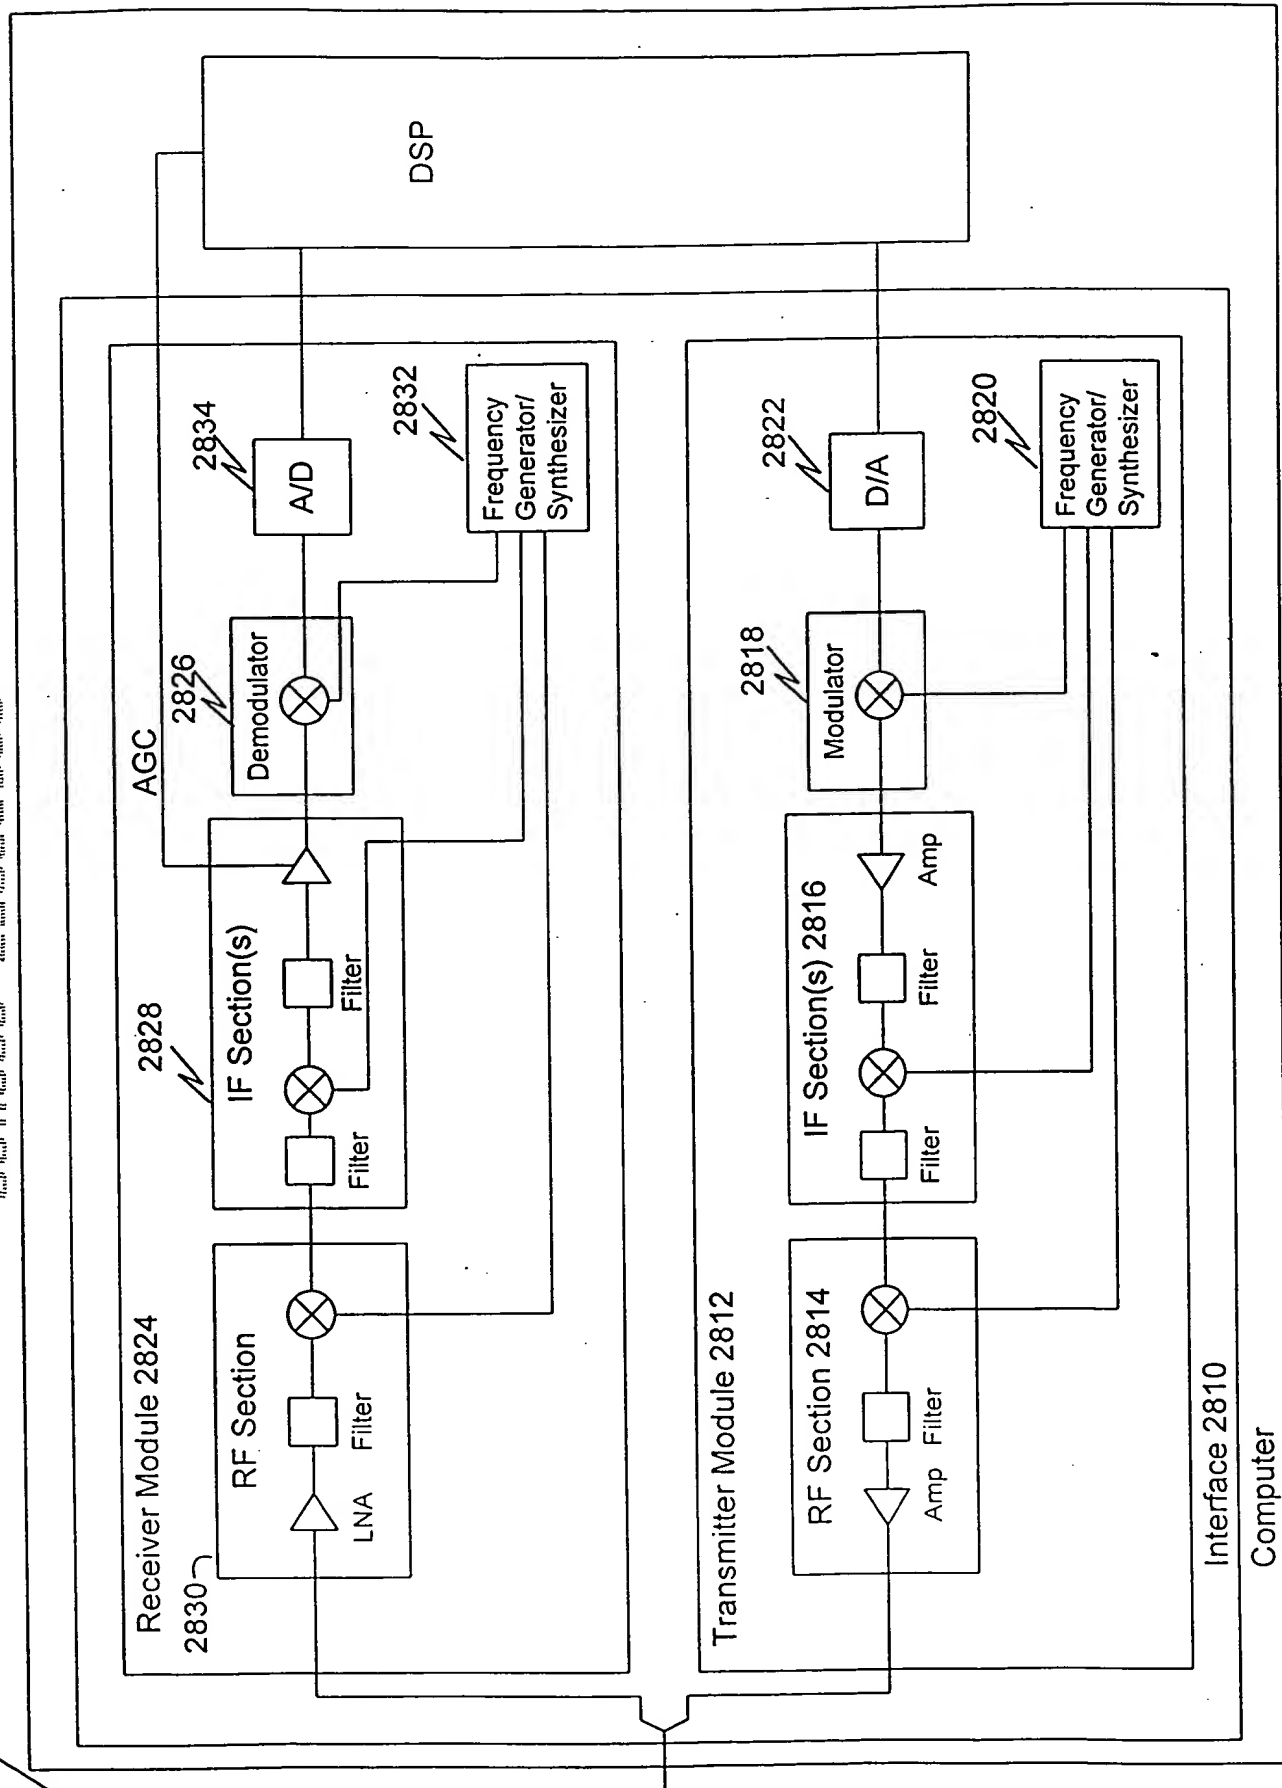 Receiver Module 2824
2830
RF Section
LNA
Filter
2828
IF Section(s)
Filter
Filter
AGC
2826
Demodulator
2834
A/D
2832
Frequency
Generator/
Synthesizer
DSP
Transmitter Module 2812
RF Section 2814
Amp
Filter
IF Section(s) 2816
Filter
Filter
Amp
2818
Modulator
2822
D/A
2820
Frequency
Generator/
Synthesizer
Interface 2810
Computer